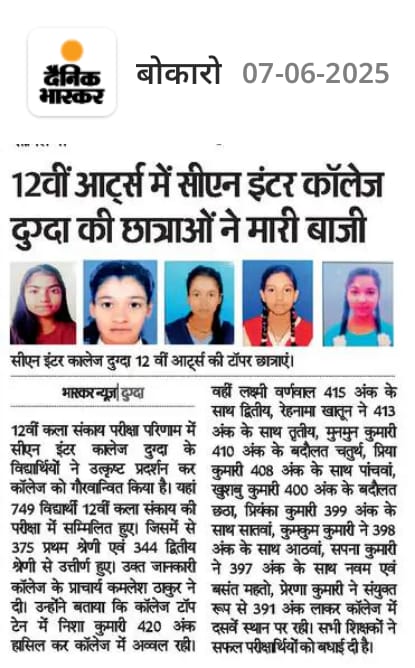 दैनिक
भास्कर
बोकारो 07-06-2025
12वीं आर्ट्स में सीएन इंटर कॉलेज
दुग्दा की छात्राओं ने मारी बाजी
सीएन इंटर कालेज दुग्दा 12 वीं आर्ट्स की टॉपर छात्राएं।
भास्कर न्यूज | दुग्दा
12वीं कला संकाय परीक्षा परिणाम में
सीएन इंटर कालेज दुग्दा के
विद्यार्थियों ने उत्कृष्ट प्रदर्शन कर
कॉलेज को गौरवान्वित किया है। यहां
749 विद्यार्थी 12वीं कला संकाय की
परीक्षा में सम्मिलित हुए। जिसमें से
375 प्रथम श्रेणी एवं 344 द्वितीय
श्रेणी से उत्तीर्ण हुए। उक्त जानकारी
कॉलेज के प्राचार्य कमलेश ठाकुर ने
दी। उन्होंने बताया कि कॉलेज टॉप
टेन में निशा कुमारी 420 अंक
हासिल कर कॉलेज में अव्वल रही।
वहीं लक्ष्मी वर्णवाल 415 अंक के
साथ द्वितीय, रेहनामा खातून ने 413
अंक के साथ तृतीय, मुनमुन कुमारी
410 अंक के बदौलत चतुर्थ, प्रिया
कुमारी 408 अंक के साथ पांचवां,
खुशबु कुमारी 400 अंक के बदौलत
छठा, प्रियंका कुमारी 399 अंक के
साथ सातवां, कुमकुम कुमारी ने 398
अंक के साथ आठवां, सपना कुमारी
ने 397 अंक के साथ नवम एवं
बसंत महतो, प्रेरणा कुमारी ने संयुक्त
रूप से 391 अंक लाकर कॉलेज में
दसवें स्थान पर रही। सभी शिक्षकों ने
सफल परीक्षार्थियों को बधाई दी है।